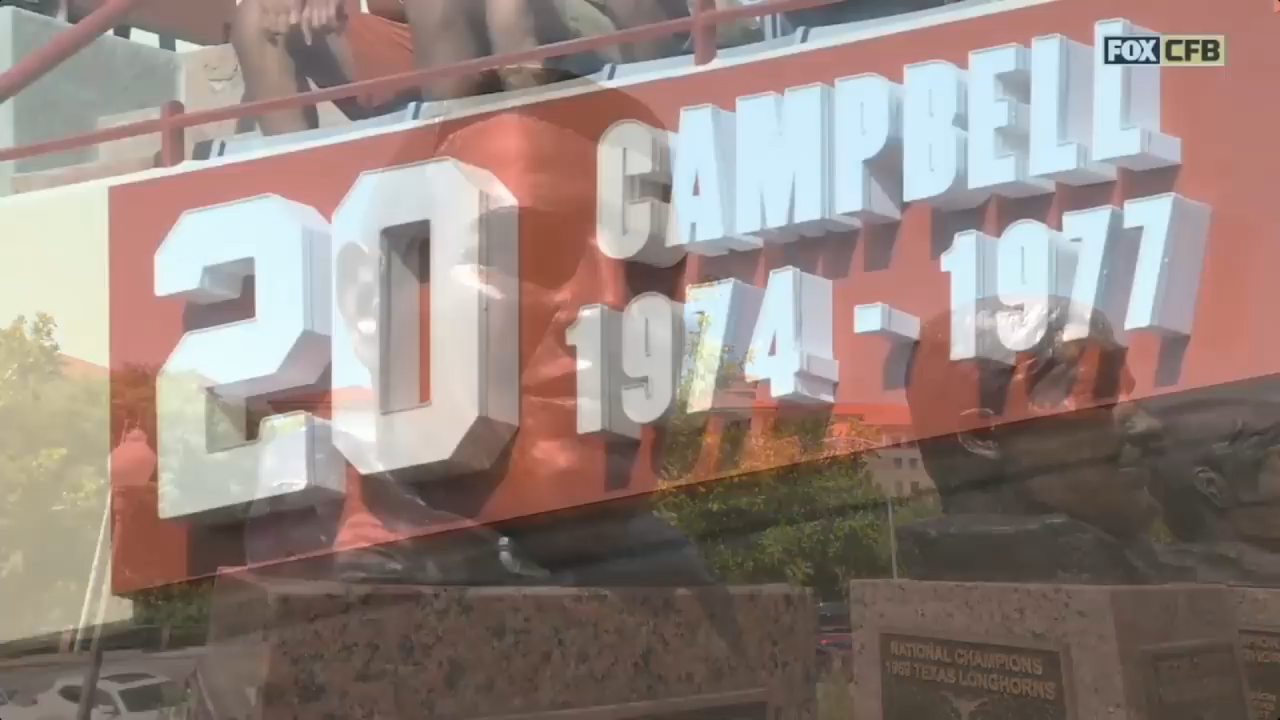 FOX CFB
20
CAMPBELL
1974 - 1977
NATIONAL CHAMPIONS
1969 TEXAS LONGHORNS